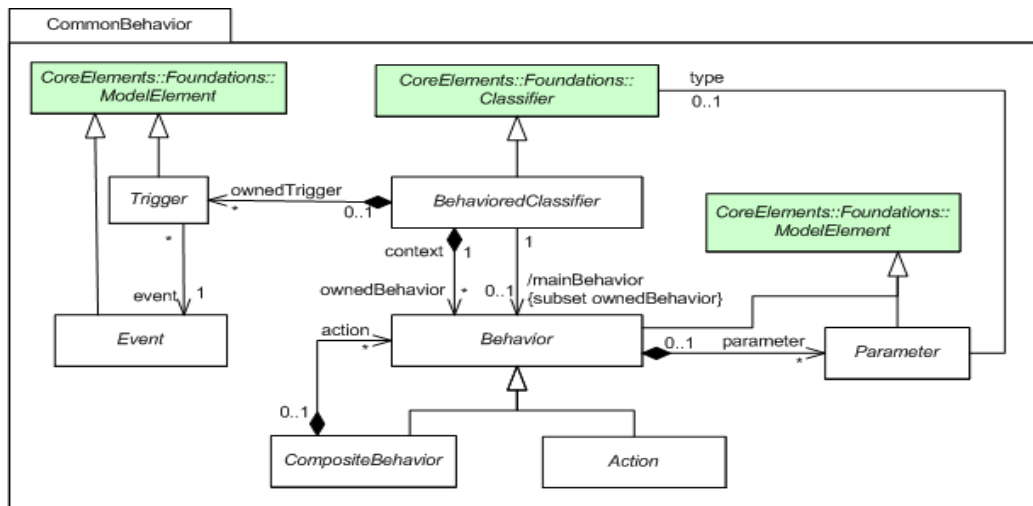 CommonBehavior
CoreElements::Foundations::
ModelElement
CoreElements::Foundations::
Classifier
type
0..1
Trigger
ownedTrigger
*
0..1
BehavioredClassifier
CoreElements::Foundations::
ModelElement
*
context
1
1
event
1
ownedBehavior
*
0..1
/mainBehavior
{subset ownedBehavior}
Event
action
*
Behavior
0..1
parameter
*
Parameter
0..1
CompositeBehavior
Action